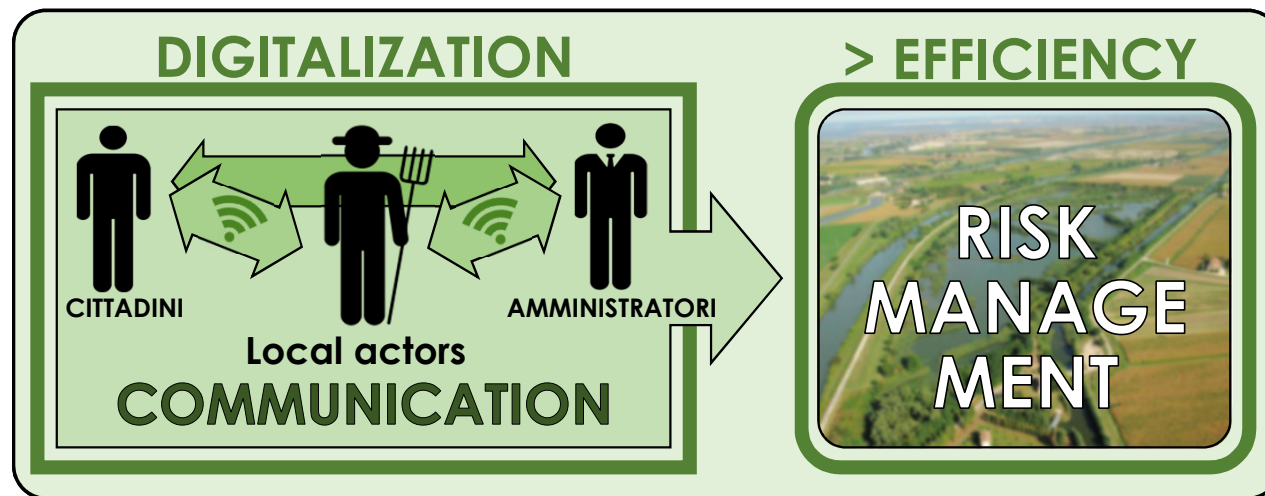 DIGITALIZATION
CITTADINI
AMMINISTRATORI
Local actors
COMMUNICATION
> EFFICIENCY
RISK
MANAGE
MENT